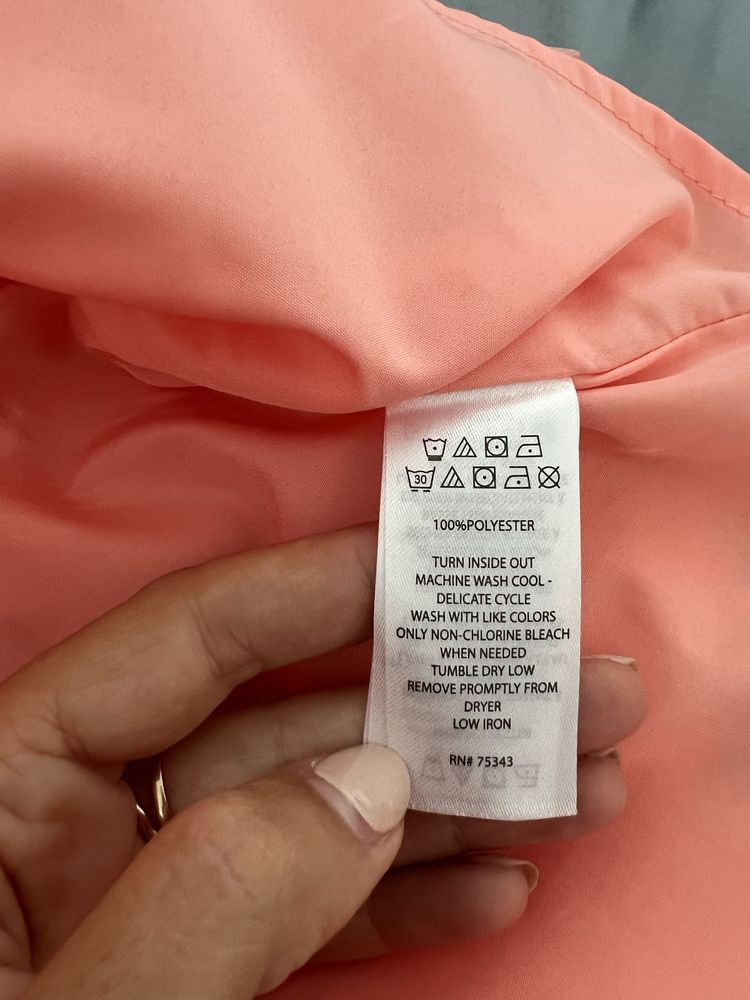 30
100%POLYESTER
TURN INSIDE OUT
MACHINE WASH COOL -
DELICATE CYCLE
WASH WITH LIKE COLORS
ONLY NON-CHLORINE BLEACH
WHEN NEEDED
TUMBLE DRY LOW
REMOVE PROMPTLY FROM
DRYER
LOW IRON
RN# 75343